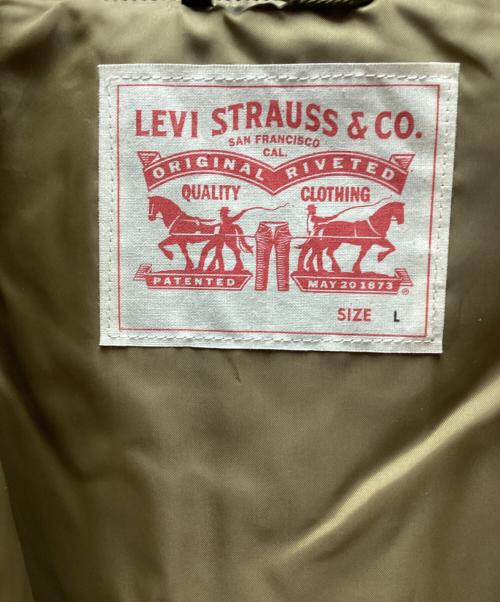 LEVI STRAUSS & CO.
SAN FRANCISCO
CAL.
ORIGINAL RIVETED
QUALITY CLOTHING
PATENTED MAY 20 1873 ®
SIZE L